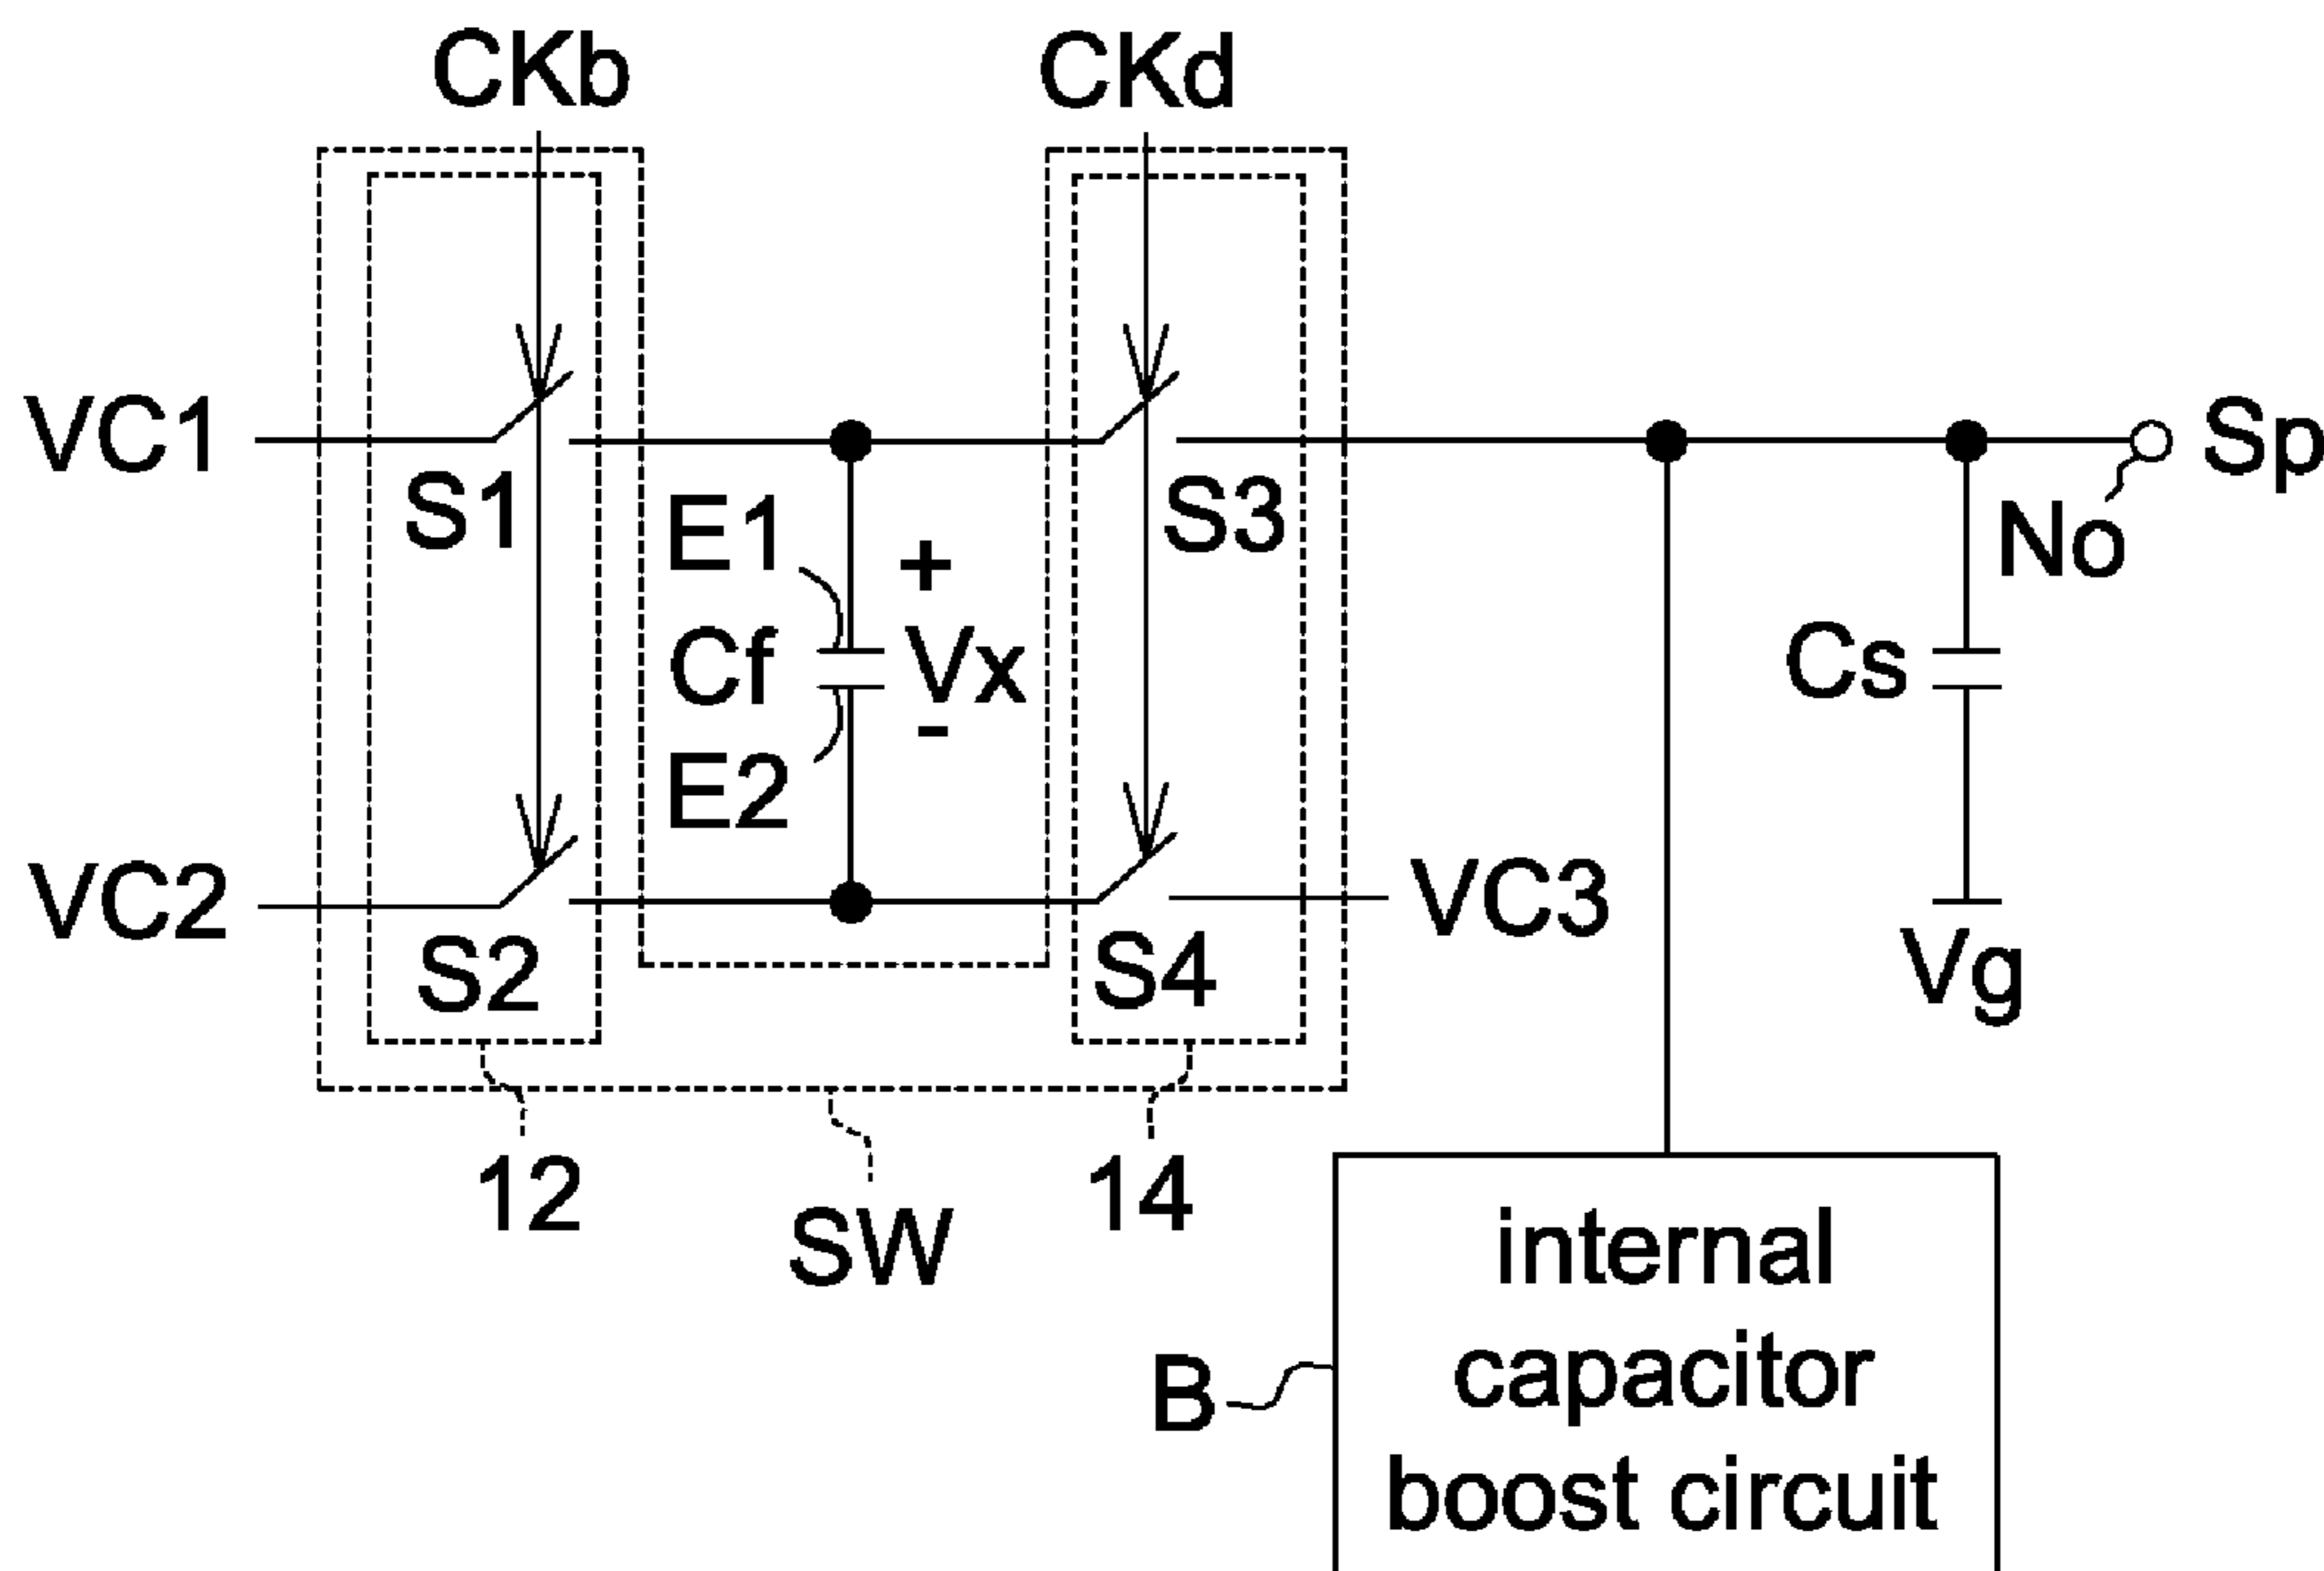 CKb
CKd
VC1
S1
E1
+
S3
Sp
No
Cf
Vx
Cs
-
E2
VC2
VC3
S2
S4
Vg
12
14
SW
internal
capacitor
boost circuit
B